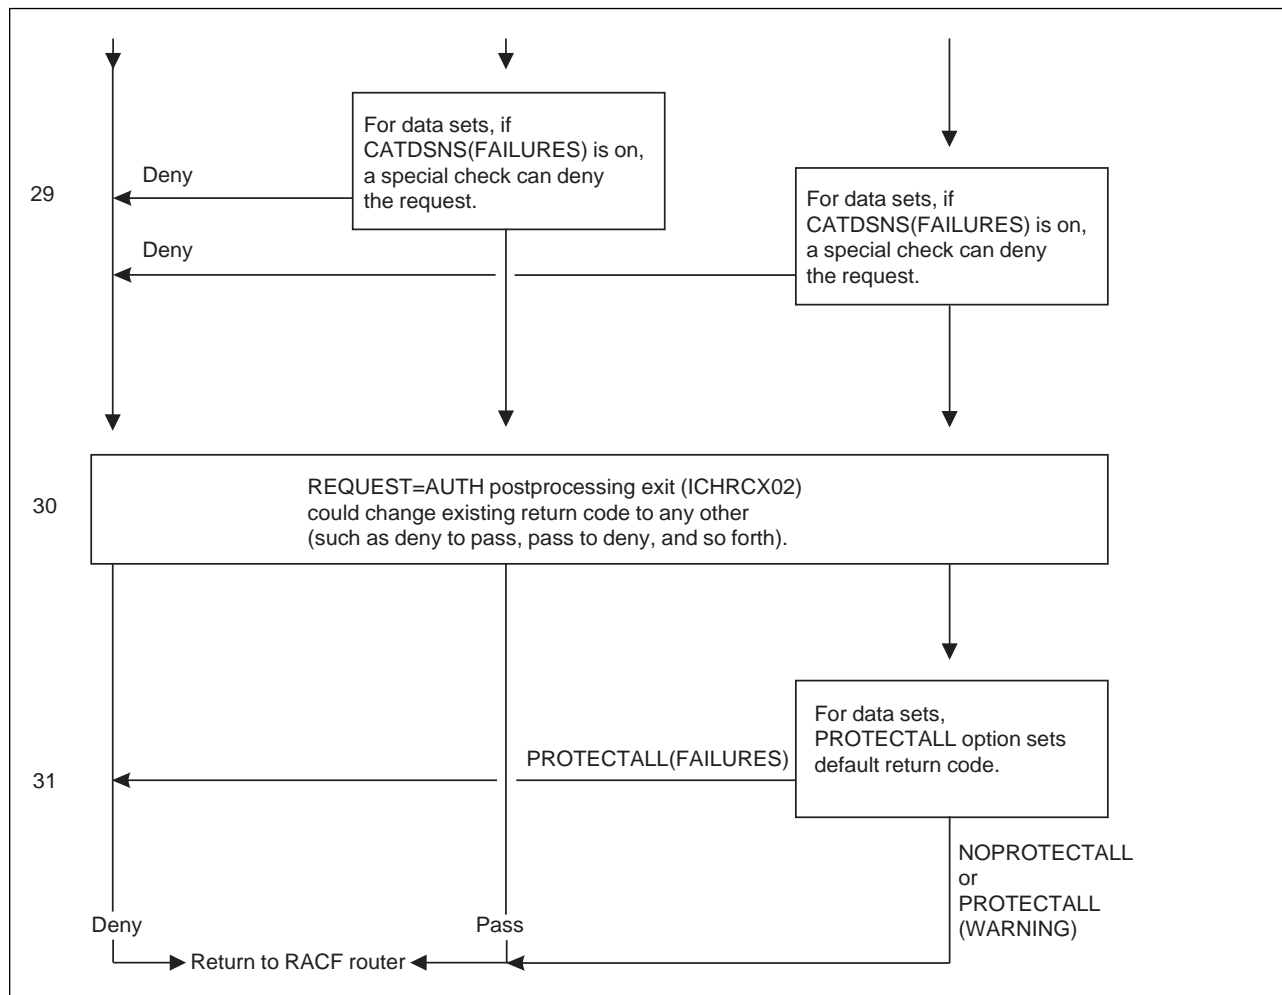 For data sets, if
CATDSNS(FAILURES) is on,
a special check can deny
the request.
Deny
29
For data sets, if
CATDSNS(FAILURES) is on,
a special check can deny
the request.
Deny
30
REQUEST=AUTH postprocessing exit (ICHRCX02)
could change existing return code to any other
(such as deny to pass, pass to deny, and so forth).
For data sets,
PROTECTALL option sets
default return code.
PROTECTALL(FAILURES)
31
NOPROTECTALL
or
PROTECTALL
(WARNING)
Deny
Pass
Return to RACF router